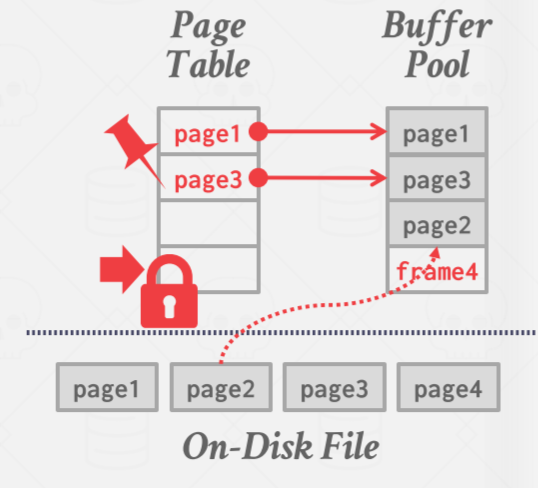 Page
Table
Buffer
Pool
page1
page3
page1
page3
page2
frame4
page1
page2
page3
page4
On-Disk File